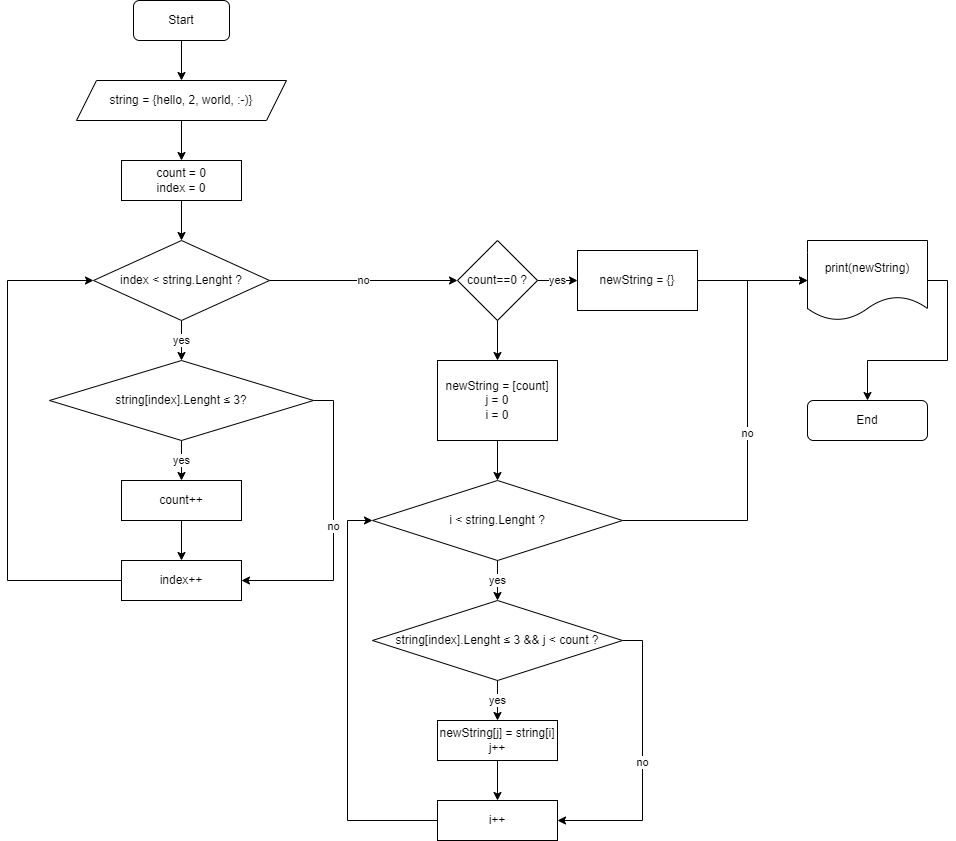 Start
string = {hello, 2, world, :-)}
count = 0
index = 0
index < string.Lenght ?
no
count==0 ?
yes
newString = {}
print(newString)
yes
string[index].Lenght ≤ 3?
newString = [count]
j = 0
i = 0
End
no
yes
count++
i < string.Lenght ?
no
index++
yes
string[index].Lenght ≤ 3 && j < count ?
yes
newString[j] = string[i]
j++
no
i++